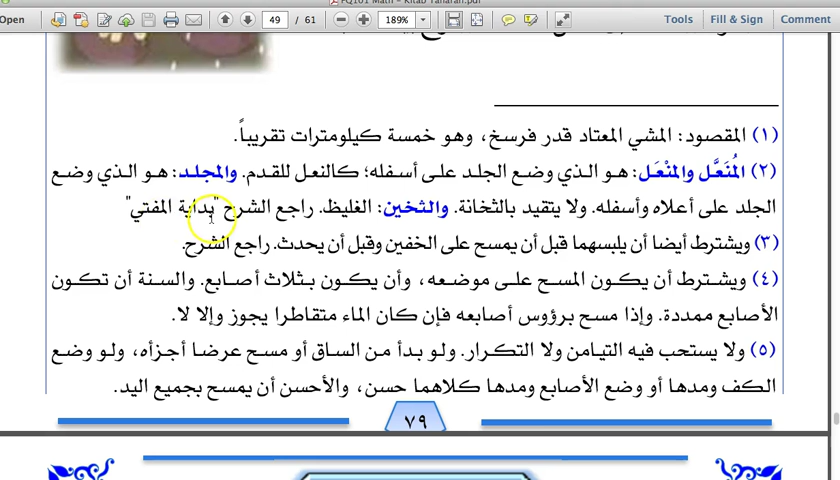 FQ101 Math - Kitab Taharah.pdf
Open
49 / 61
189%
Tools
Fill & Sign
Comment
(١) المقصود: المشي المعتاد قدر فرسخ، وهو خمسة كيلومترات تقريباً.
(٢) المُنَعَّل والمنْعَل: هو الذي وضع الجلد على أسفله؛ كالنعل للقدم. والمجلد: هو الذي وضع
الجلد على أعلاه وأسفله. ولا يتقيد بالثخانة. والثخين: الغليظ. راجع الشرح "بداية المفتي"
(٣) ويشترط أيضا أن يلبسهما قبل أن يمسح على الخفين وقبل أن يحدث. راجع الشرح.
(٤) ويشترط أن يكون المسح على موضعه، وأن يكون بثلاث أصابع. والسنة أن تكون
الأصابع ممددة. وإذا مسح برؤوس أصابعه فإن كان الماء متقاطرا يجوز وإلا لا.
(٥) ولا يستحب فيه التيامن ولا التكرار. ولو بدأ من الساق أو مسح عرضا أجزأه، ولو وضع
الكف ومدها أو وضع الأصابع ومدها كلاهما حسن، والأحسن أن يمسح بجميع اليد.
٧٩